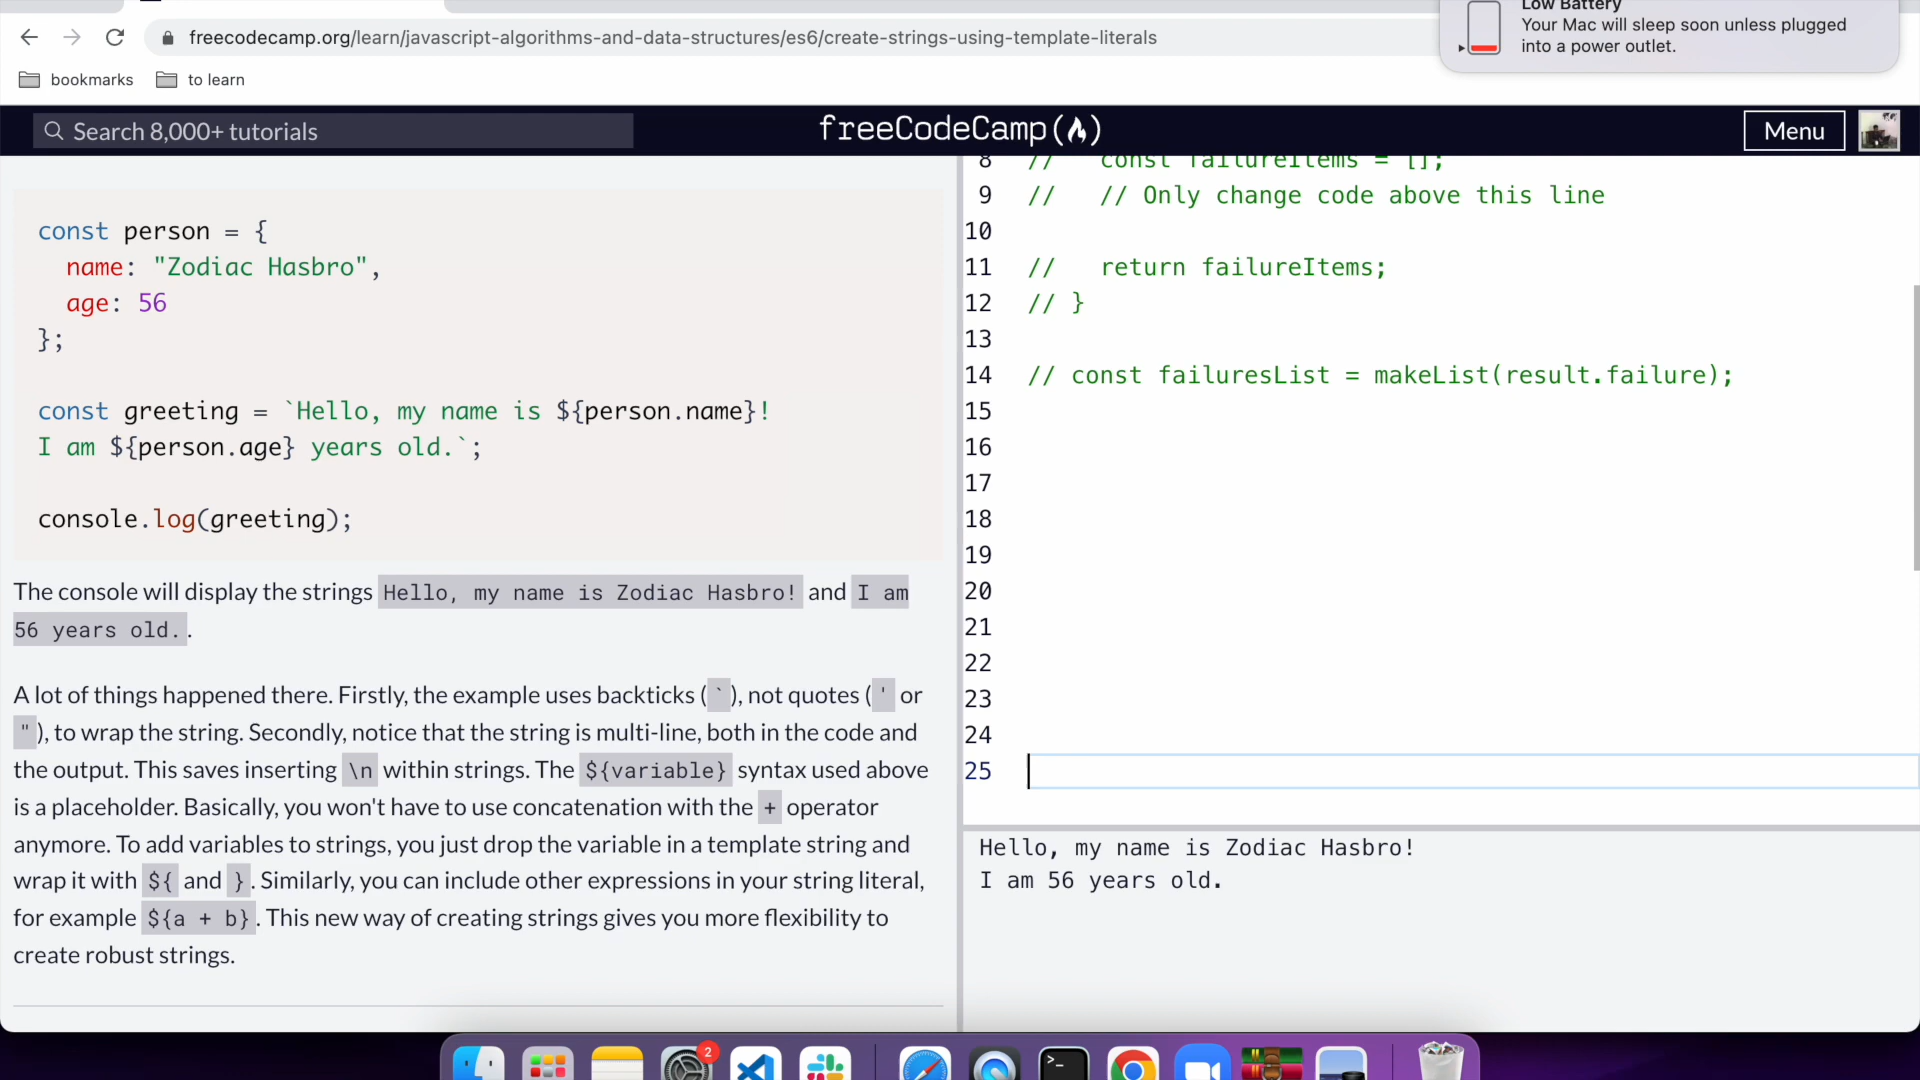 Low Battery
Your Mac will sleep soon unless plugged
into a power outlet.
freecodecamp.org/learn/javascript-algorithms-and-data-structures/es6/create-strings-using-template-literals
bookmarks to learn
Search 8,000+ tutorials
freeCodeCamp
Menu
const person = {
  name: "Zodiac Hasbro",
  age: 56
};
const greeting = `Hello, my name is ${person.name}!
I am ${person.age} years old.`;
console.log(greeting);
The console will display the strings Hello, my name is Zodiac Hasbro! and I am
56 years old. .
A lot of things happened there. Firstly, the example uses backticks ( ` ), not quotes ( ' or
" ), to wrap the string. Secondly, notice that the string is multi-line, both in the code and
the output. This saves inserting \n within strings. The ${variable} syntax used above
is a placeholder. Basically, you won't have to use concatenation with the + operator
anymore. To add variables to strings, you just drop the variable in a template string and
wrap it with ${ and } . Similarly, you can include other expressions in your string literal,
for example ${a + b} . This new way of creating strings gives you more flexibility to
create robust strings.
8 //   const failureItems = [];
9 //   // Only change code above this line
10
11 //   return failureItems;
12 // }
13
14 // const failuresList = makeList(result.failure);
15
16
17
18
19
20
21
22
23
24
25
Hello, my name is Zodiac Hasbro!
I am 56 years old.
2
>_